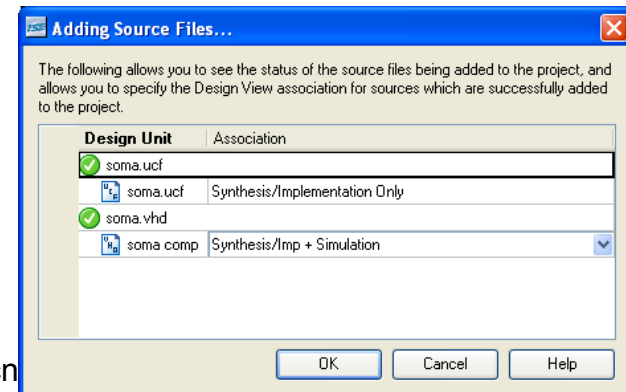 Adding Source Files...
The following allows you to see the status of the source files being added to the project, and
allows you to specify the Design View association for sources which are successfully added
to the project.
Design Unit Association
soma.ucf
soma.ucf Synthesis/Implementation Only
soma.vhd
soma comp Synthesis/Imp + Simulation
OK Cancel Help